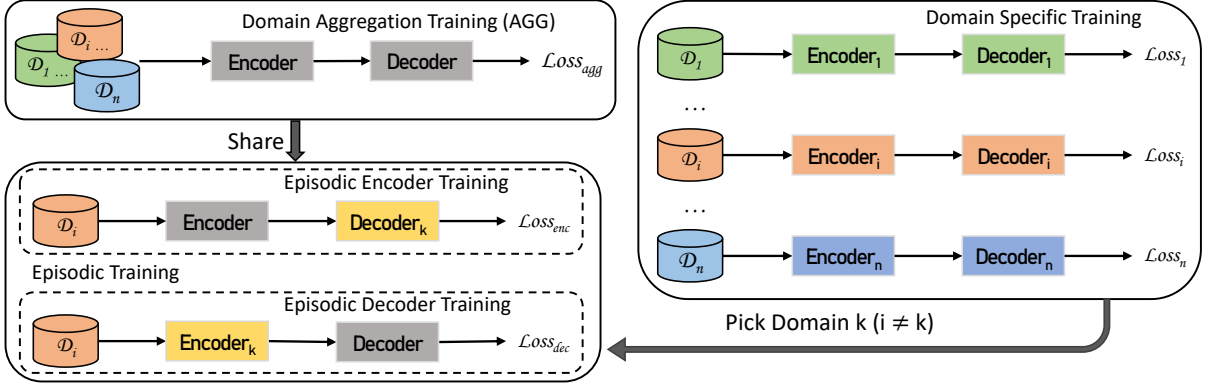 Domain Aggregation Training (AGG)
𝒟i ...
𝒟1 ...
𝒟n
Encoder
Decoder
ℒossagg
Share
Episodic Encoder Training
𝒟i
Encoder
Decoderk
ℒossenc
Episodic Training
Episodic Decoder Training
𝒟i
Encoderk
Decoder
ℒossdec
Domain Specific Training
𝒟1
Encoder1
Decoder1
ℒoss1
...
𝒟i
Encoderi
Decoderi
ℒossi
...
𝒟n
Encodern
Decodern
ℒossn
Pick Domain k (i ≠ k)